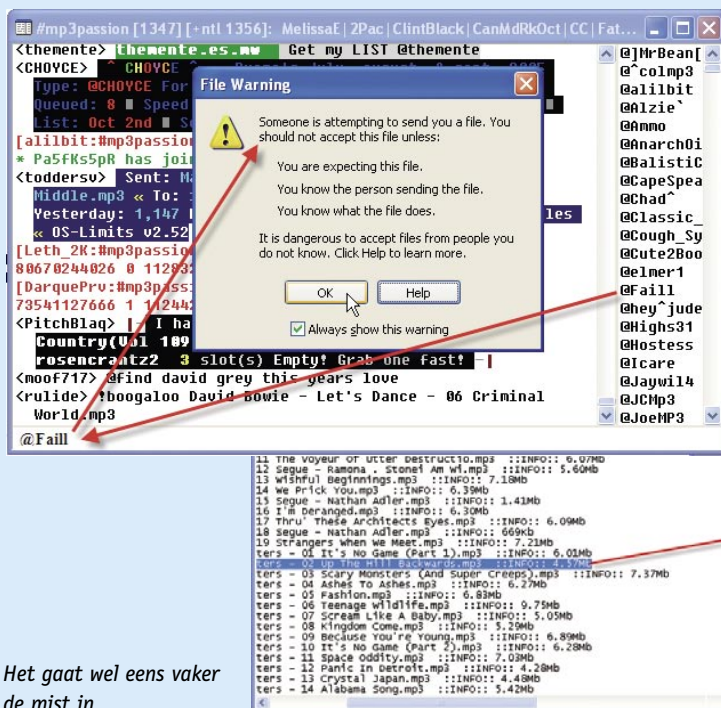 #mp3passion [1347] [+ntl 1356]: MelissaE|2Pac|ClintBlack|CanMdRkOct|CC|Fat...
<themente> themente.es.mw Get my LIST @themente
<CHOYCE> ^ CHOYCE ^
Type: @CHOYCE For
Queued: 8 Speed
List: Oct 2nd
[alilbit:#mp3passion
* Pa5fKs5pR has joi
<toddersv> Sent: Ma
Middle.mp3 « To:
Yesterday: 1,147
les
« OS-Limits v2.52
[Leth_2K:#mp3passio
80670244026 0 112832
[DarquePrv:#mp3pass
73541127666 1 112442
<PitchBlaq> |- I ha
Country(Vol 109
rosencrantz2 3 slot(s) Empty! Grab one fast! -|
<moof717> @find david grey this years love
<rulide> !boogaloo David Bowie - Let's Dance - 06 Criminal
World.mp3
@Faill
File Warning
Someone is attempting to send you a file. You
should not accept this file unless:
You are expecting this file.
You know the person sending the file.
You know what the file does.
It is dangerous to accept files from people you
do not know. Click Help to learn more.
OK Help
Always show this warning
@]MrBean[
@^colmp3
@alilbit
@Alzie`
@Ammo
@AnarchOi
@BalistiC
@CapeSpea
@Chad^
@Classic_
@Cough_Sy
@Cute2Boo
@elmer1
@Faill
@hey^jude
@Highs31
@Hostess
@Icare
@Jaywil4
@JCMp3
@JoeMP3
11 The Voyeur Of Utter Destructio.mp3 ::INFO:: 6.07Mb
12 Segue - Ramona . Stonei Am Wi.mp3 ::INFO:: 5.60Mb
13 Wishful Beginnings.mp3 ::INFO:: 7.18Mb
14 We Prick You.mp3 ::INFO:: 6.39Mb
15 Segue - Nathan Adler.mp3 ::INFO:: 1.41Mb
16 I'm Deranged.mp3 ::INFO:: 6.30Mb
17 Thru' These Architects Eyes.mp3 ::INFO:: 6.09Mb
18 Segue - Nathan Adler.mp3 ::INFO:: 669kb
19 Strangers When We Meet.mp3 ::INFO:: 7.21Mb
ters - 01 It's No Game (Part 1).mp3 ::INFO:: 6.01Mb
ters - 02 Up The Hill Backwards.mp3 ::INFO:: 4.57Mb
ters - 03 Scary Monsters (And Super Creeps).mp3 ::INFO:: 7.37Mb
ters - 04 Ashes To Ashes.mp3 ::INFO:: 6.27Mb
ters - 05 Fashion.mp3 ::INFO:: 6.83Mb
ters - 06 Teenage Wildlife.mp3 ::INFO:: 9.75Mb
ters - 07 Scream Like A Baby.mp3 ::INFO:: 5.05Mb
ters - 08 Kingdom Come.mp3 ::INFO:: 5.29Mb
ters - 09 Because You're Young.mp3 ::INFO:: 6.89Mb
ters - 10 It's No Game (Part 2).mp3 ::INFO:: 6.28Mb
ters - 11 Space Oddity.mp3 ::INFO:: 7.03Mb
ters - 12 Panic In Detroit.mp3 ::INFO:: 4.28Mb
ters - 13 Crystal Japan.mp3 ::INFO:: 4.48Mb
ters - 14 Alabama Song.mp3 ::INFO:: 5.42Mb
Het gaat wel eens vaker
de mist in